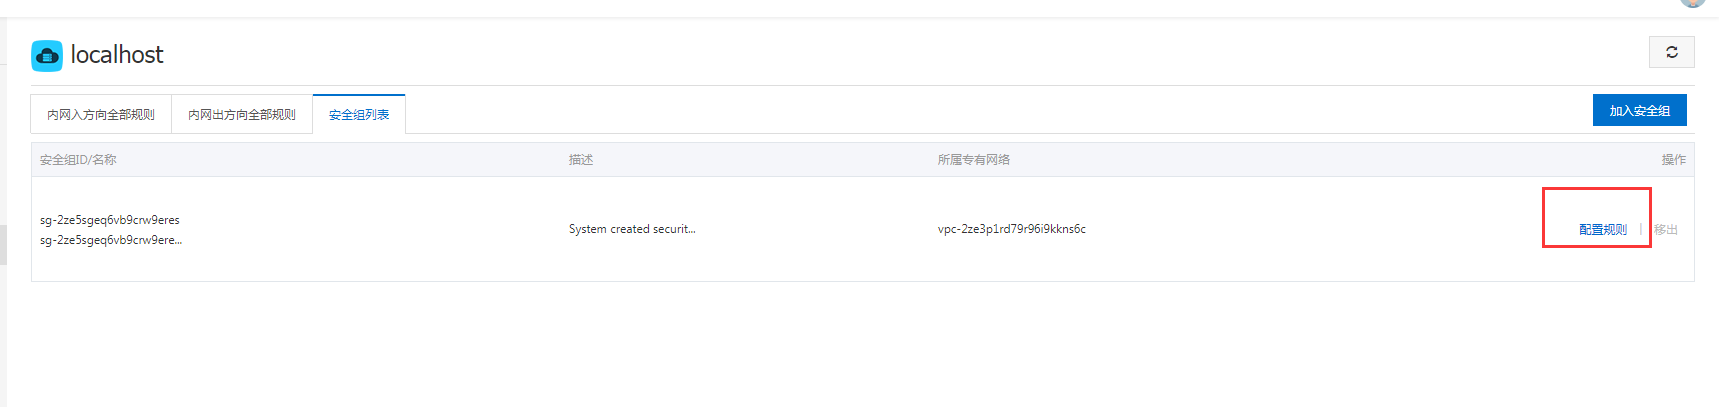 localhost
内网入方向全部规则 内网出方向全部规则 安全组列表 加入安全组
安全组ID/名称 描述 所属专有网络 操作
sg-2ze5sgeq6vb9crw9eres
sg-2ze5sgeq6vb9crw9ere... System created securit... vpc-2ze3p1rd79r96i9kkns6c 配置规则 | 移出